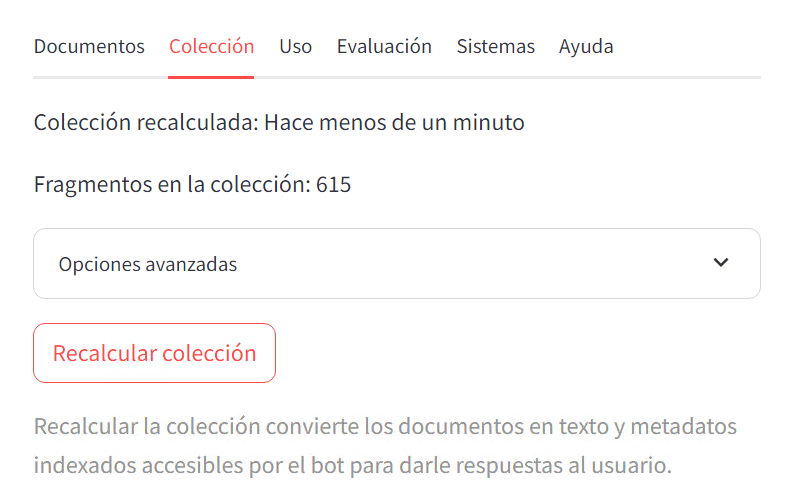 Documentos Colección Uso Evaluación Sistemas Ayuda
Colección recalculada: Hace menos de un minuto
Fragmentos en la colección: 615
Opciones avanzadas
Recalcular colección
Recalcular la colección convierte los documentos en texto y metadatos
indexados accesibles por el bot para darle respuestas al usuario.